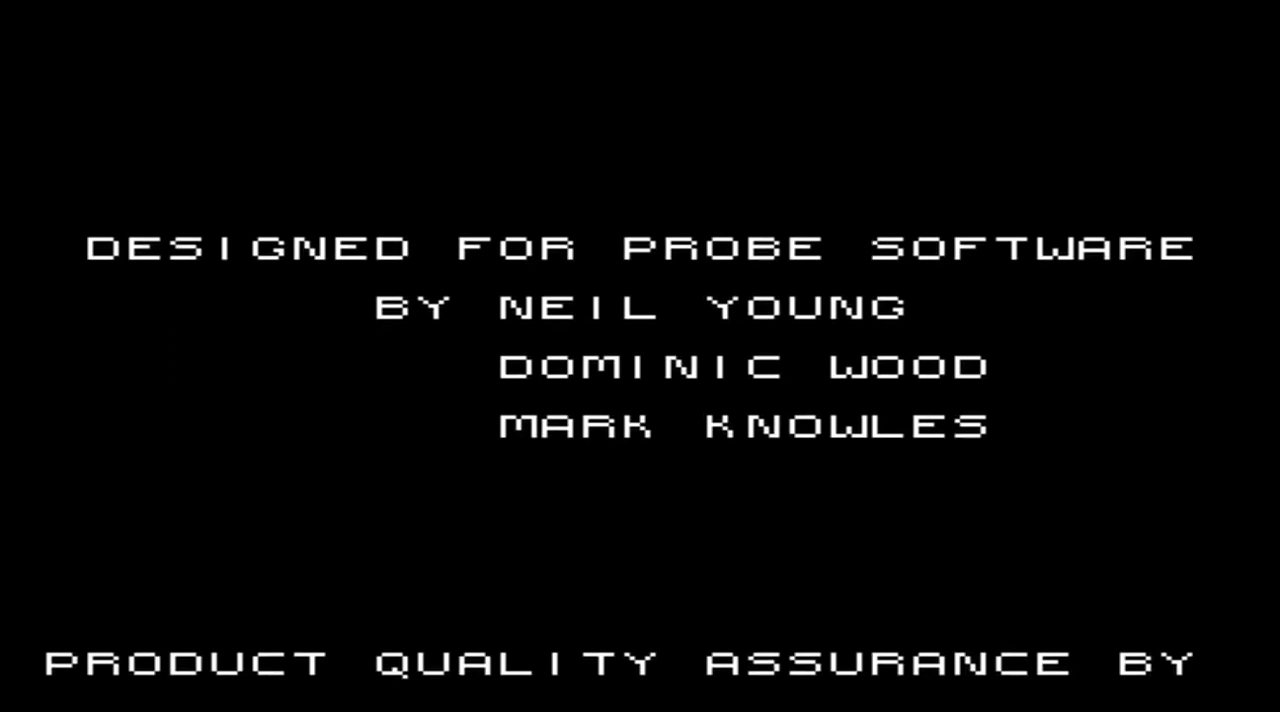 DESIGNED FOR PROBE SOFTWARE
BY NEIL YOUNG
DOMINIC WOOD
MARK KNOWLES
PRODUCT QUALITY ASSURANCE BY